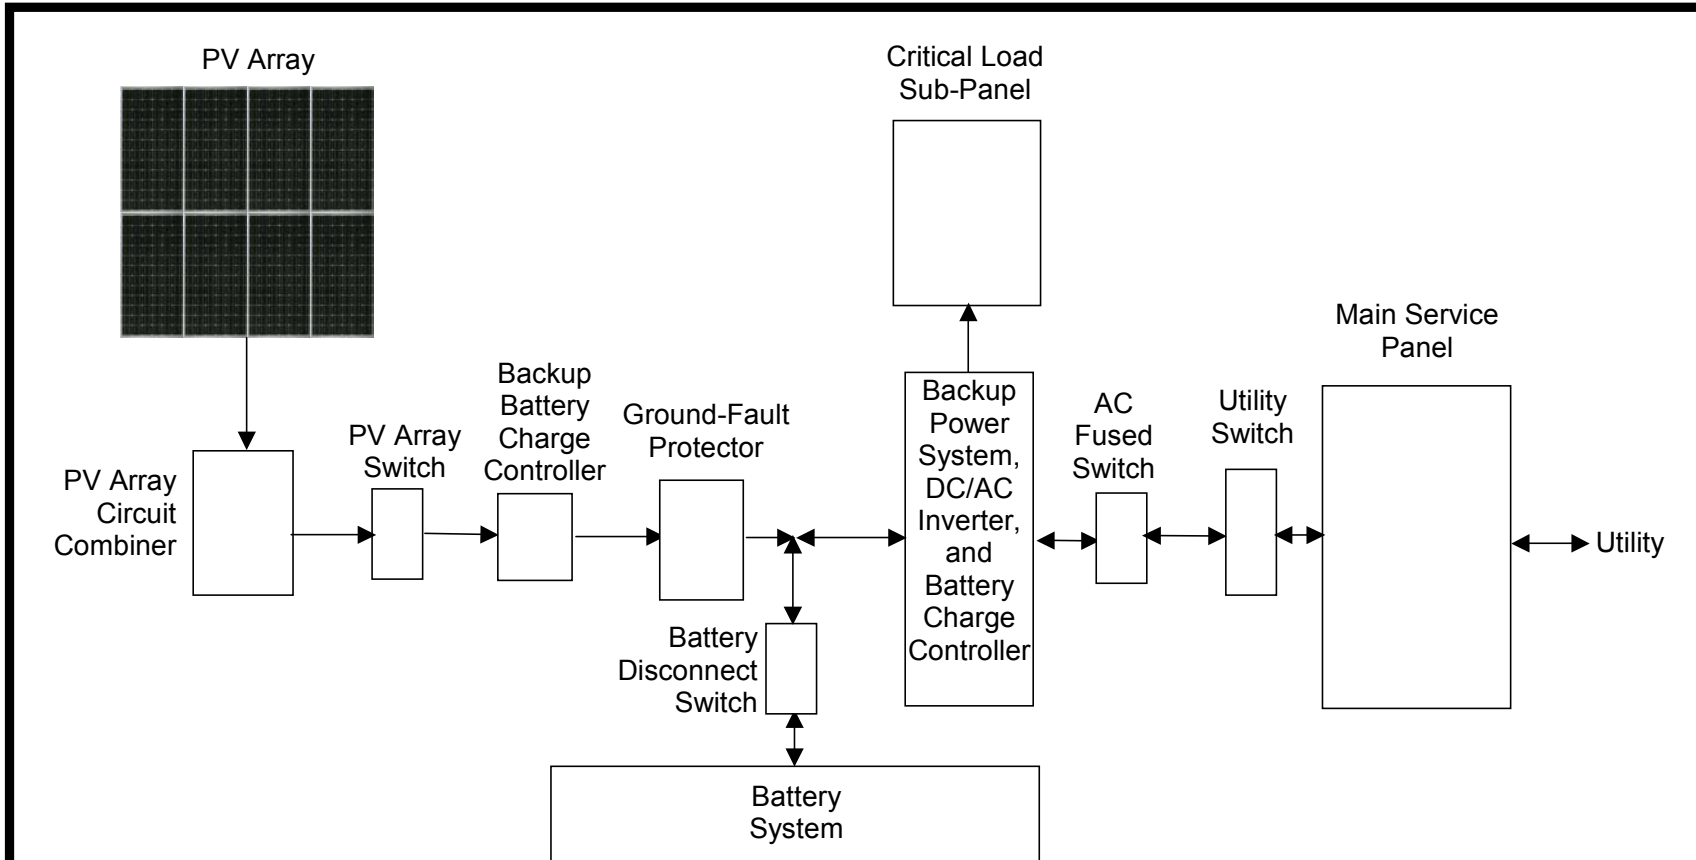 PV Array
Critical Load
Sub-Panel
Main Service
Panel
Backup
Battery
Charge
Controller
Ground-Fault
Protector
PV Array
Switch
PV Array
Circuit
Combiner
Backup
Power
System,
DC/AC
Inverter,
and
Battery
Charge
Controller
AC
Fused
Switch
Utility
Switch
Utility
Battery
Disconnect
Switch
Battery
System